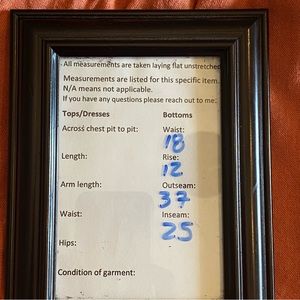 All measurements are taken laying flat unstretched
Measurements are listed for this specific item.
N/A means not applicable.
If you have any questions please reach out to me.
Tops/Dresses Bottoms
Across chest pit to pit: Waist:
18
Length: Rise:
12
Arm length: Outseam:
37
Waist: Inseam:
25
Hips:
Condition of garment: